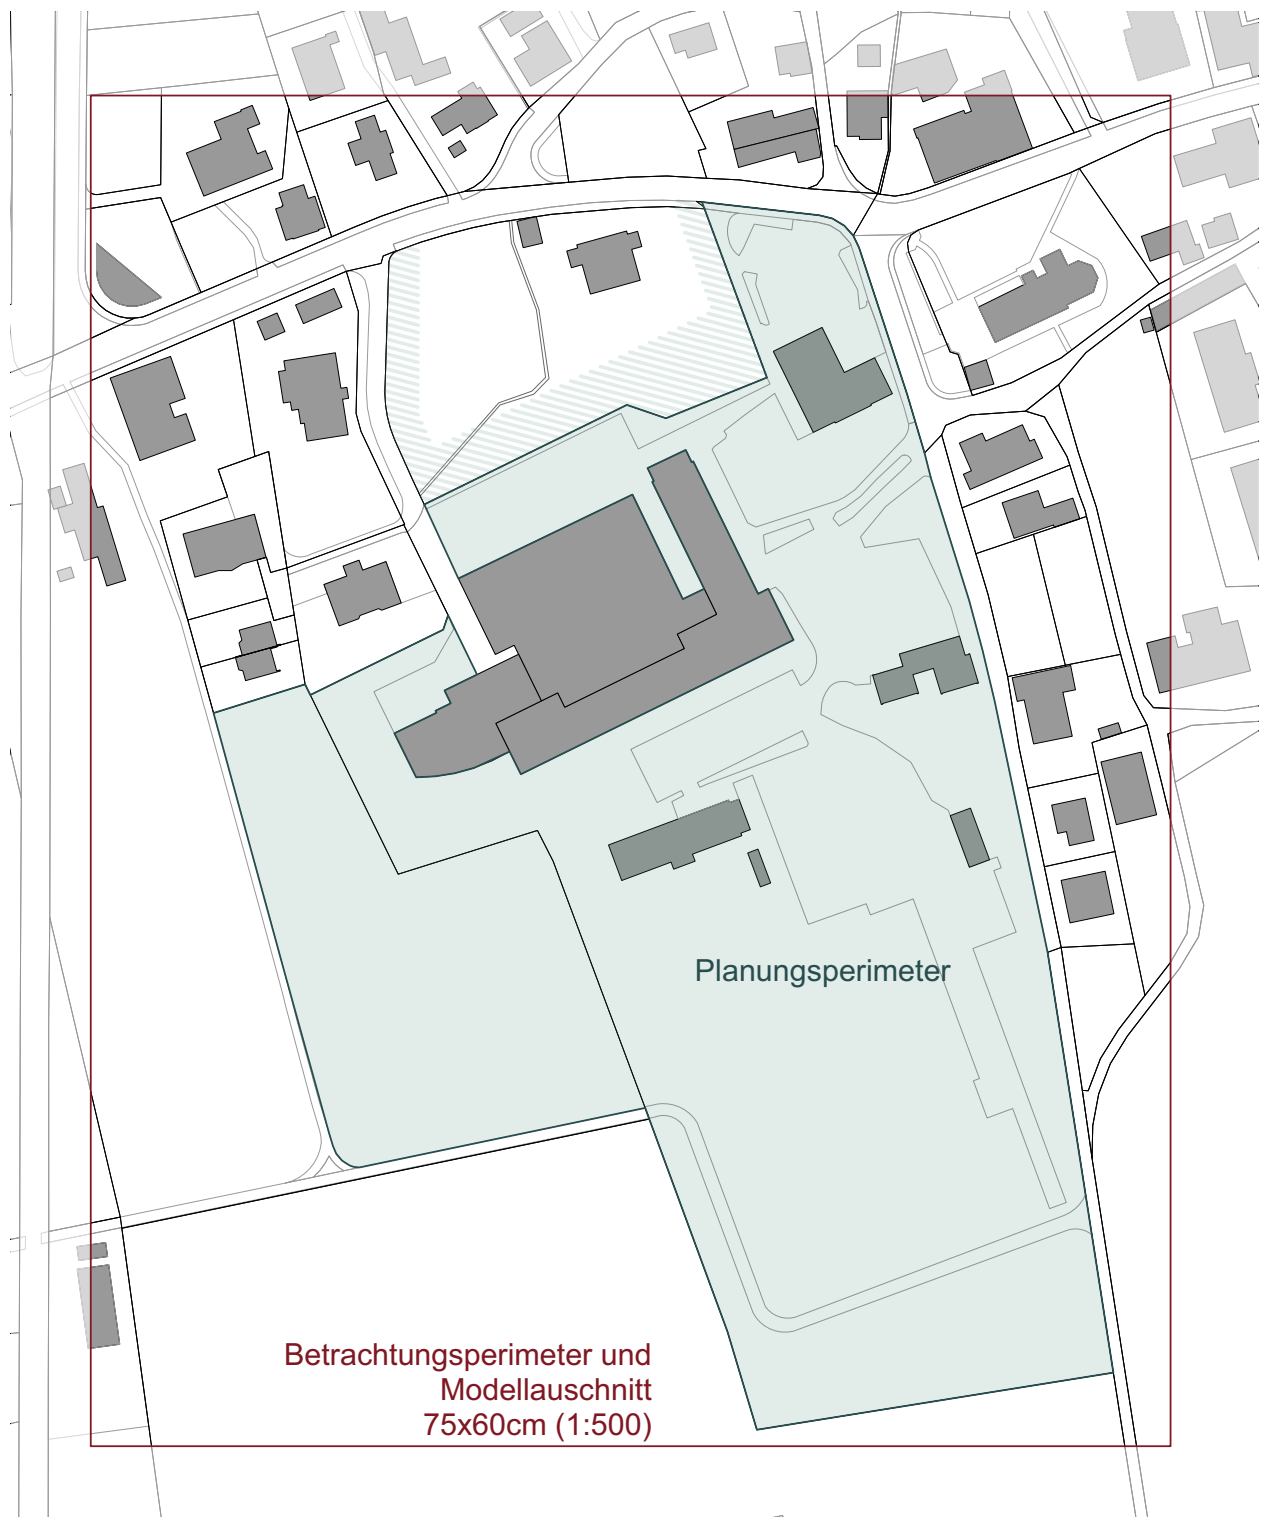 Planungsperimeter
Betrachtungsperimeter und
Modellauschnitt
75x60cm (1:500)